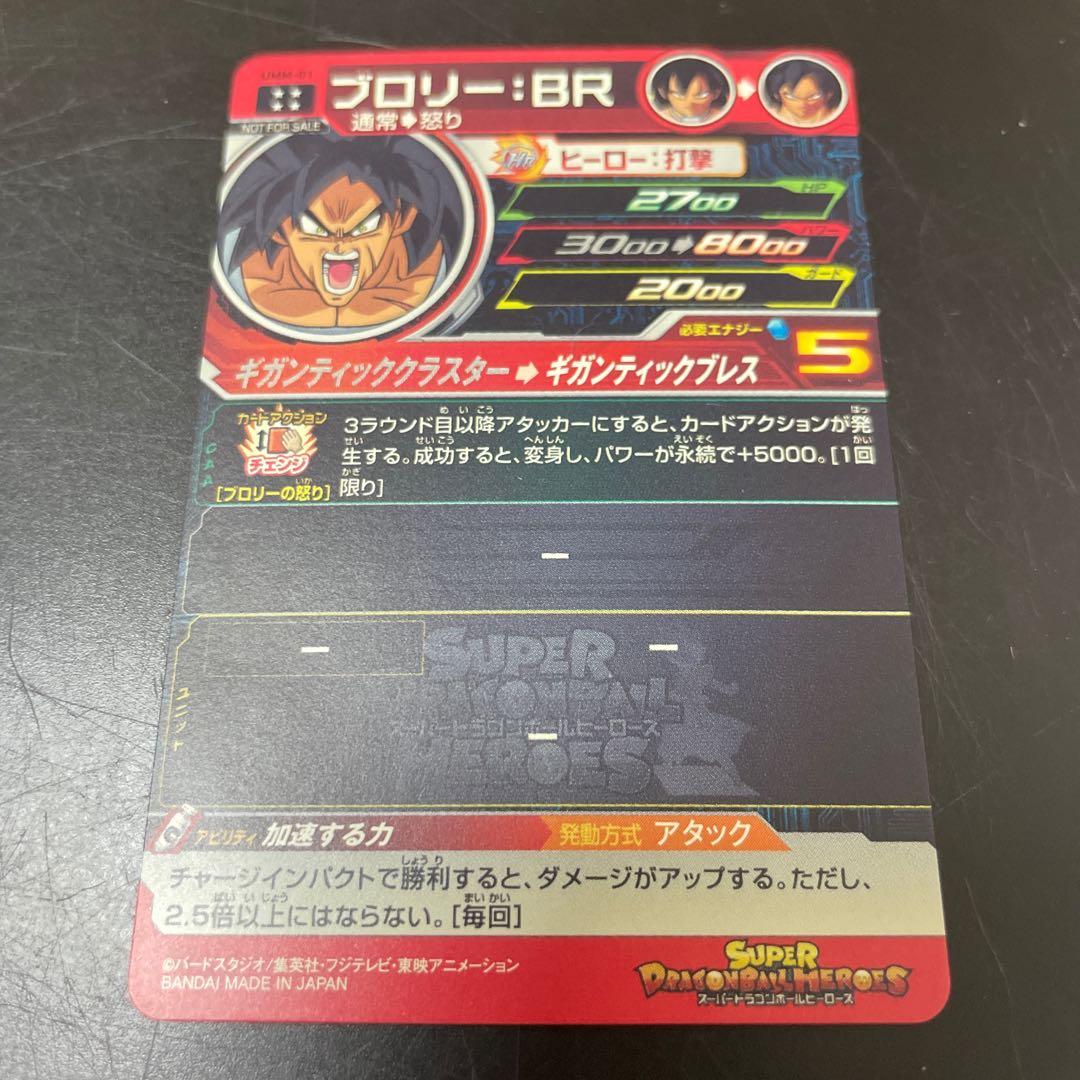 UMM-01
★★
★★
NOT FOR SALE
ブロリー:BR
通常➧怒り
Hr ヒーロー:打撃
HP
2700
パワー
3000➡8000
ガード
2000
必要エナジー 5
ギガンティッククラスター➡ギガンティックブレス
CAA
カードアクション
チェンジ
[ブロリーの怒り]
3ラウンド目以降アタッカーにすると、カードアクションが発
生する。成功すると、変身し、パワーが永続で+5000。[1回
限り]
ー
ユニット
ー ー
ー
SUPER
DRAGONBALL
スーパードラゴンボールヒーローズ
HEROES
アビリティ 加速する力 発動方式 アタック
チャージインパクトで勝利すると、ダメージがアップする。ただし、
2.5倍以上にはならない。[毎回]
©バードスタジオ/集英社・フジテレビ・東映アニメーション
BANDAI MADE IN JAPAN
SUPER
DRAGONBALL HEROES
スーパードラゴンボールヒーローズ